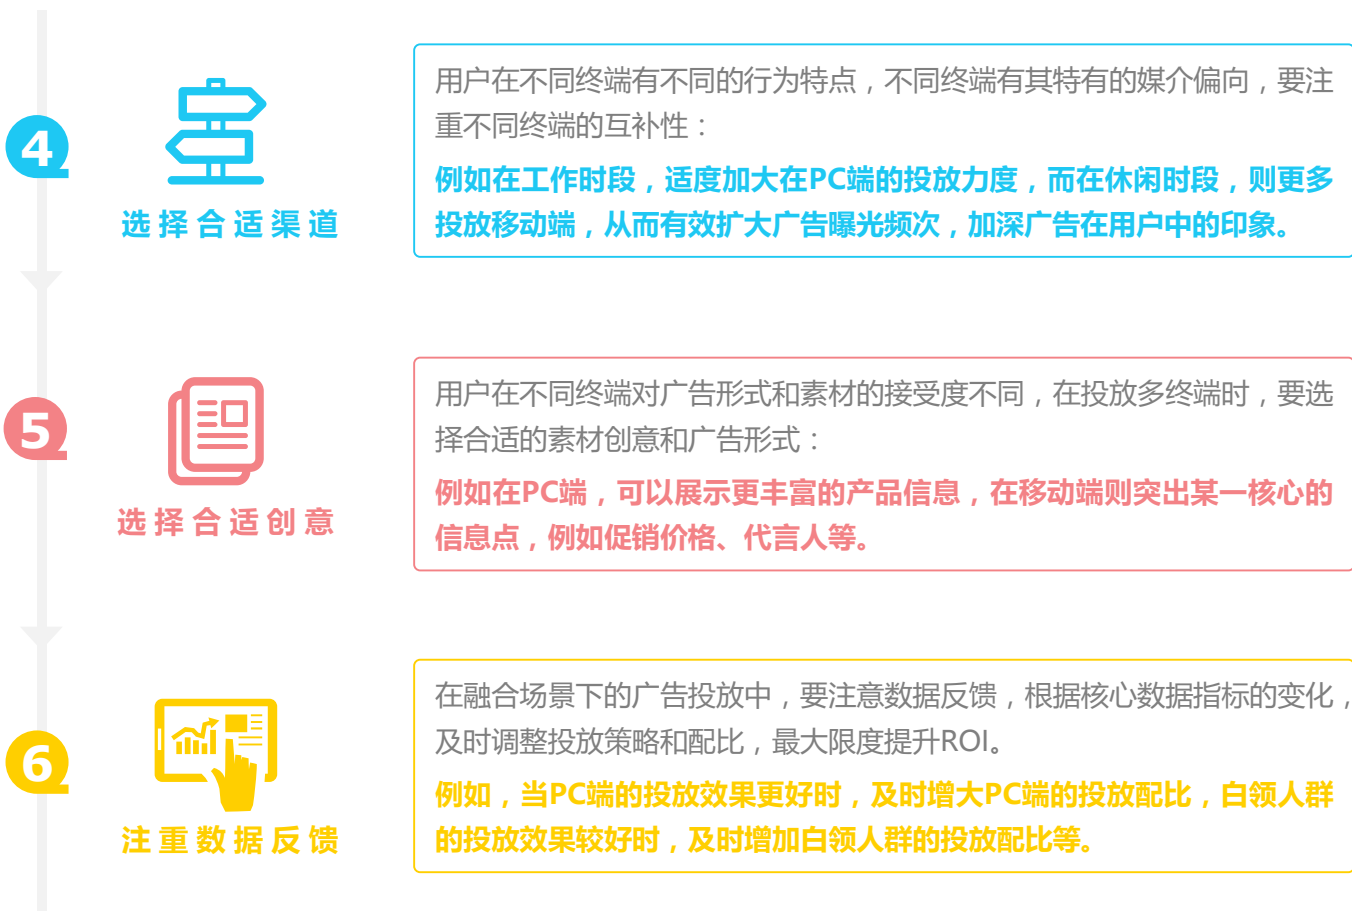 4
选择合适渠道
用户在不同终端有不同的行为特点，不同终端有其特有的媒介偏向，要注
重不同终端的互补性：
例如在工作时段，适度加大在PC端的投放力度，而在休闲时段，则更多
投放移动端，从而有效扩大广告曝光频次，加深广告在用户中的印象。
5
选择合适创意
用户在不同终端对广告形式和素材的接受度不同，在投放多终端时，要选
择合适的素材创意和广告形式：
例如在PC端，可以展示更丰富的产品信息，在移动端则突出某一核心的
信息点，例如促销价格、代言人等。
6
注重数据反馈
在融合场景下的广告投放中，要注意数据反馈，根据核心数据指标的变化，
及时调整投放策略和配比，最大限度提升ROI。
例如，当PC端的投放效果更好时，及时增大PC端的投放配比，白领人群
的投放效果较好时，及时增加白领人群的投放配比等。